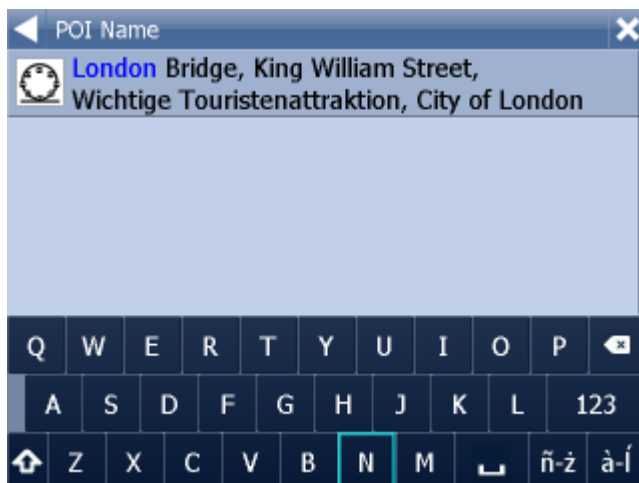 POI Name
London Bridge, King William Street,
Wichtige Touristenattraktion, City of London
Q W E R T Y U I O P
A S D F G H J K L 123
Z X C V B N M ñ-ż à-Í